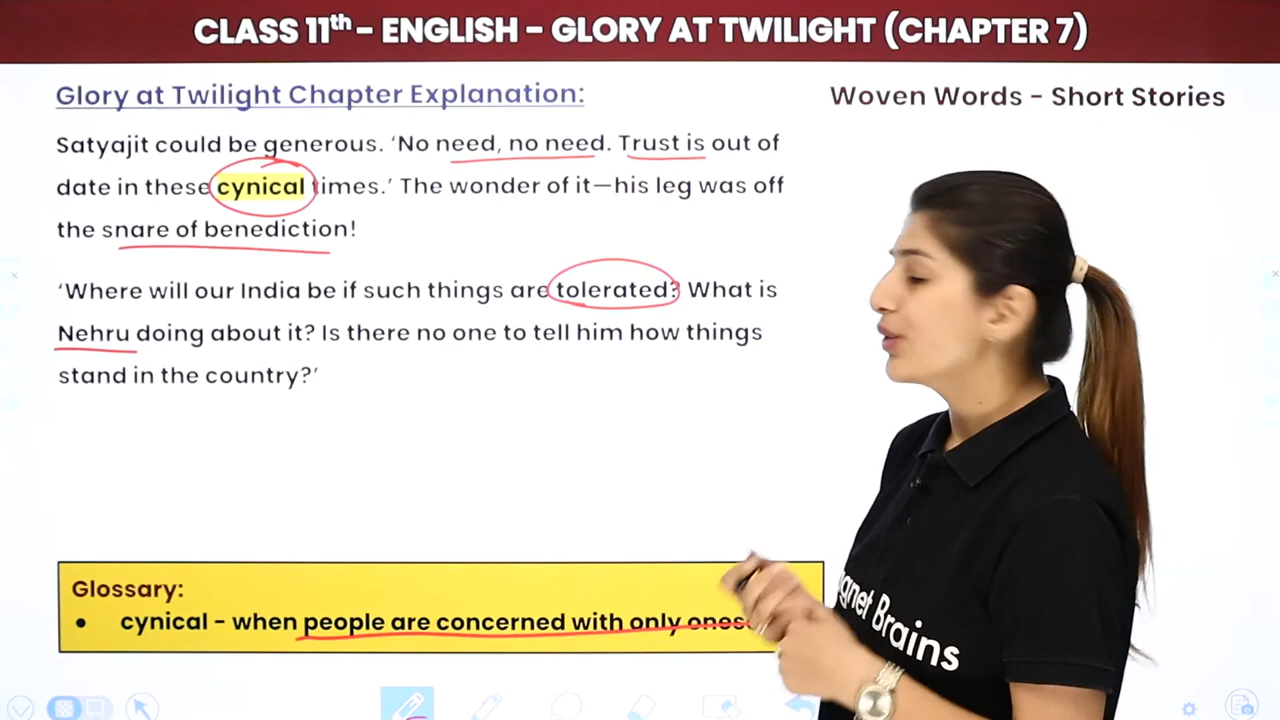 CLASS 11th - ENGLISH - GLORY AT TWILIGHT (CHAPTER 7)
Glory at Twilight Chapter Explanation:
Woven Words - Short Stories
Satyajit could be generous. ‘No need, no need. Trust is out of
date in these cynical times.’ The wonder of it—his leg was off
the snare of benediction!
‘Where will our India be if such things are tolerated? What is
Nehru doing about it? Is there no one to tell him how things
stand in the country?’
Glossary:
• cynical - when people are concerned with only
Brains